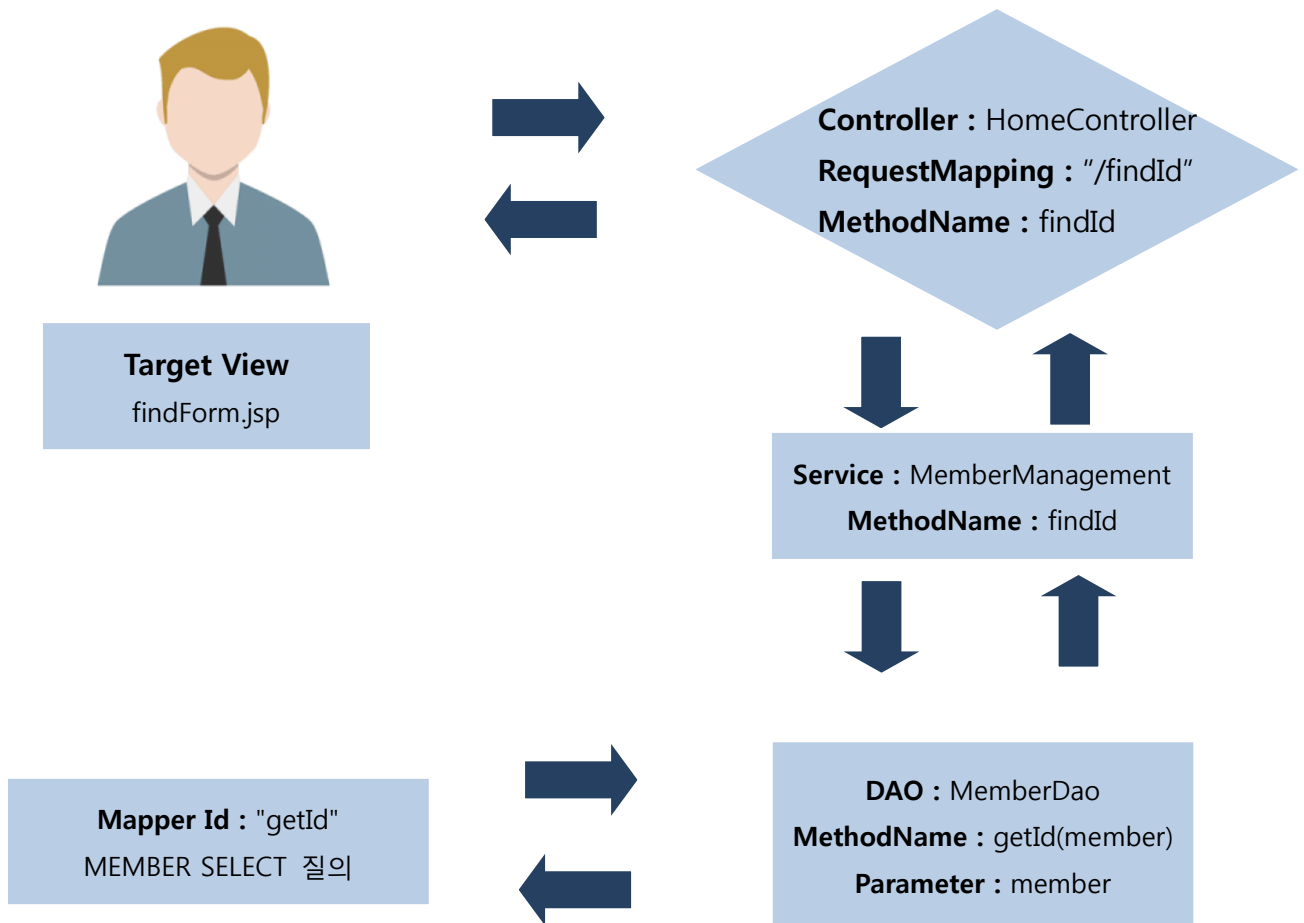 Controller : HomeController
RequestMapping : “/findId”
MethodName : findId
Target View
findForm.jsp
Service : MemberManagement
MethodName : findId
Mapper Id : "getId"
MEMBER SELECT 질의
DAO : MemberDao
MethodName : getId(member)
Parameter : member